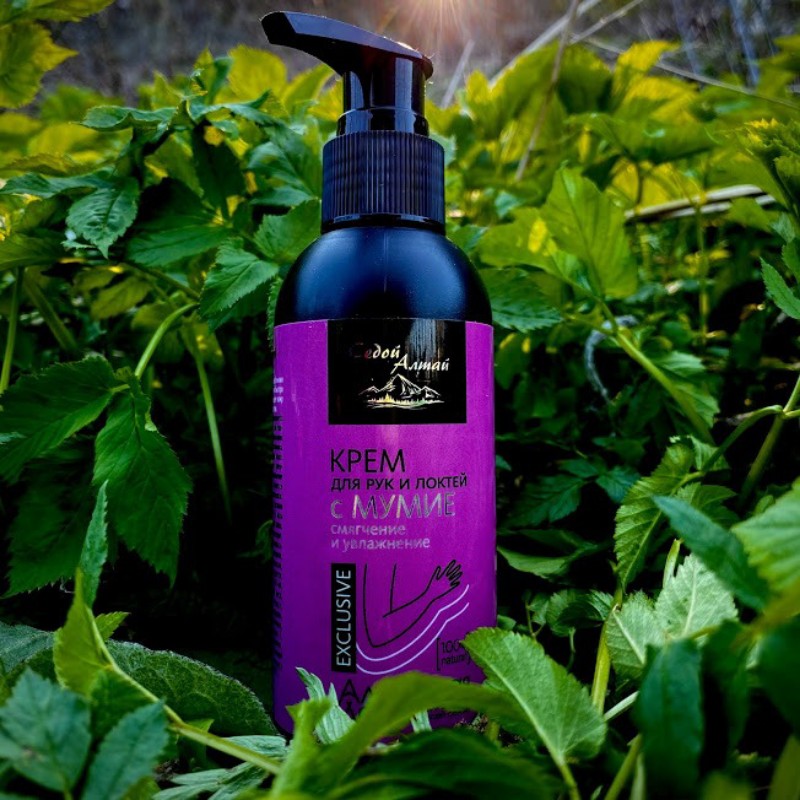 Седой
Алтай
КРЕМ
ДЛЯ РУК И ЛОКТЕЙ
с МУМИЕ
смягчение
и увлажнение
EXCLUSIVE